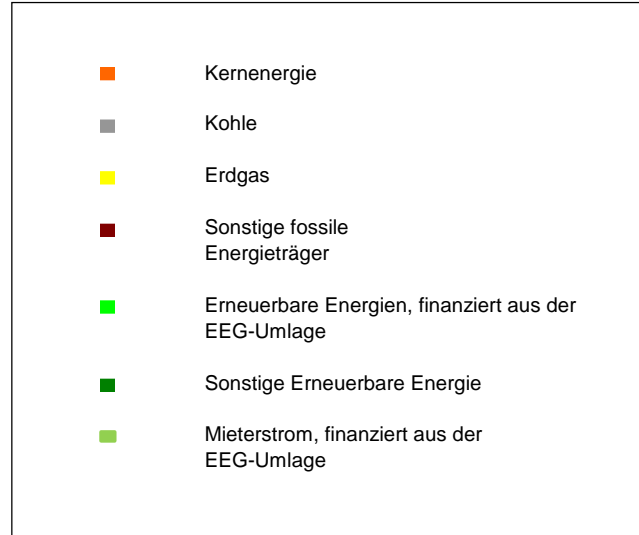 Kernenergie
Kohle
Erdgas
Sonstige fossile
Energieträger
Erneuerbare Energien, finanziert aus der
EEG-Umlage
Sonstige Erneuerbare Energie
Mieterstrom, finanziert aus der
EEG-Umlage